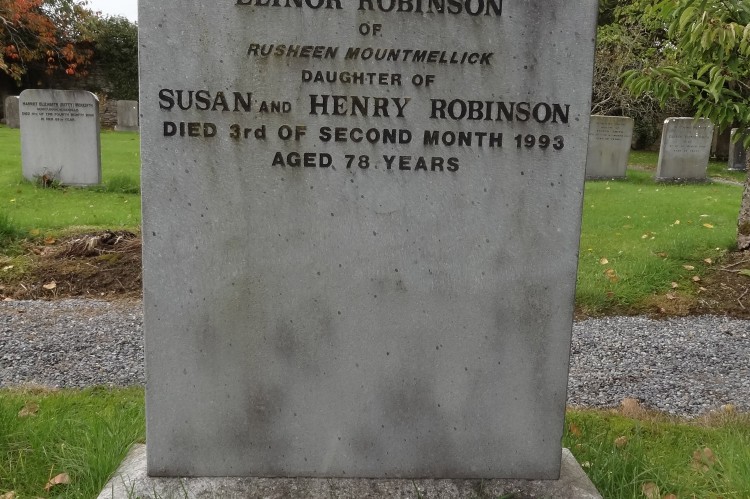 ELINOR ROBINSON
OF
RUSHEEN MOUNTMELLICK
DAUGHTER OF
SUSAN AND HENRY ROBINSON
DIED 3rd OF SECOND MONTH 1993
AGED 78 YEARS